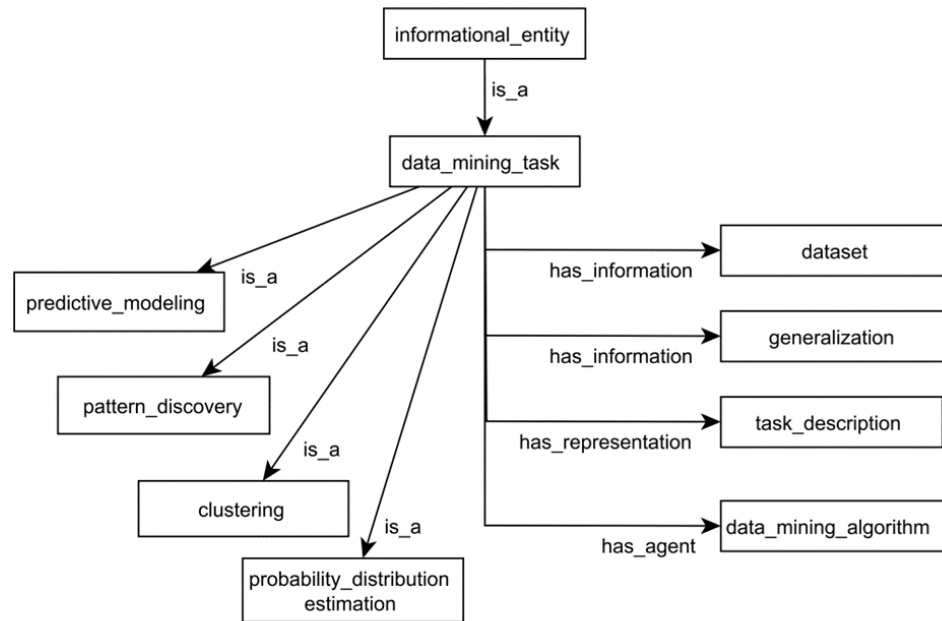 informational_entity
is_a
data_mining_task
has_information
dataset
is_a
predictive_modeling
has_information
generalization
is_a
pattern_discovery
has_representation
task_description
is_a
clustering
has_agent
data_mining_algorithm
is_a
probability_distribution
estimation